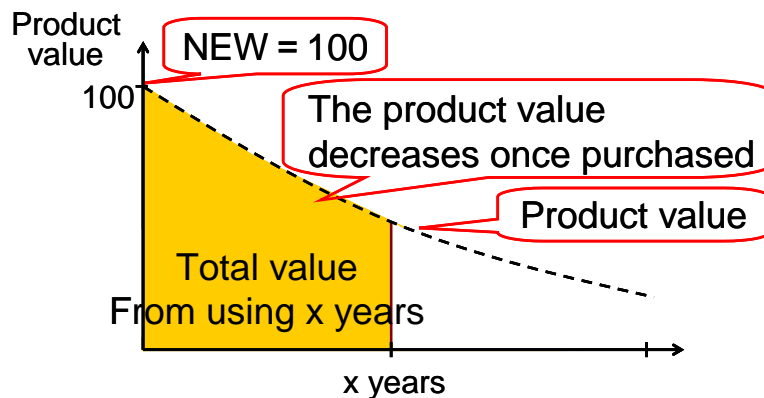 Product
value
NEW = 100
100
The product value
decreases once purchased
Product value
Total value
From using x years
x years